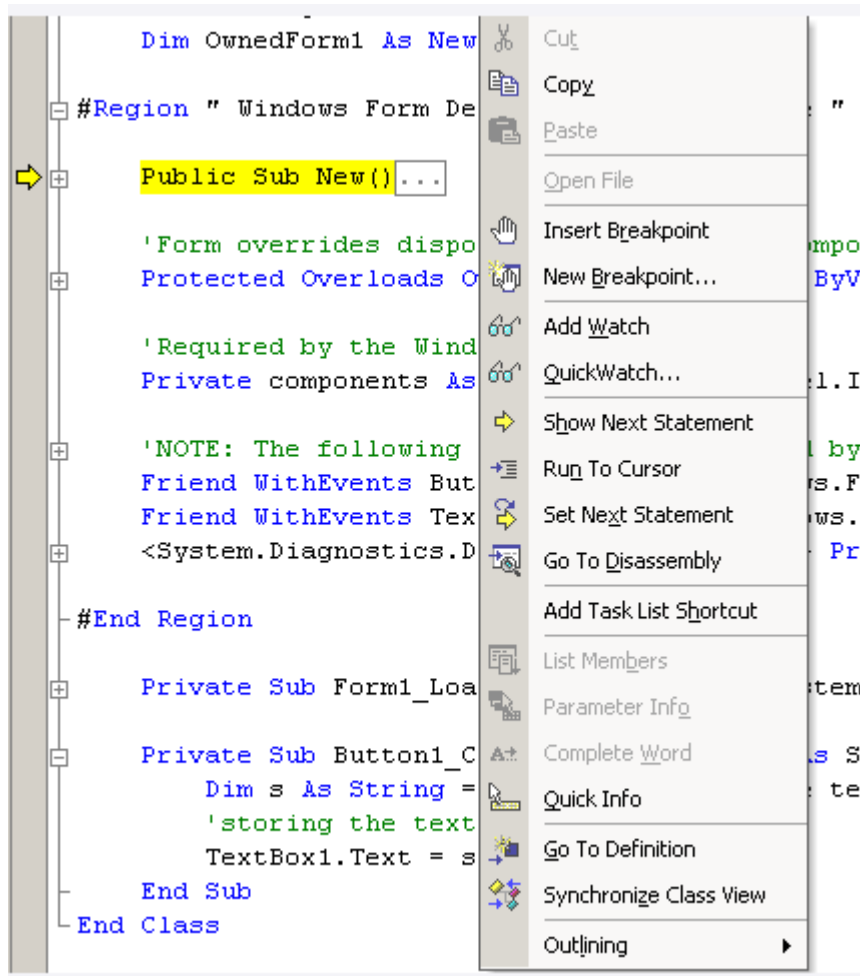 Dim OwnedForm1 As New
#Region " Windows Form De
"
Public Sub New()...
'Form overrides dispo
Protected Overloads O
ByV
'Required by the Wind
Private components As
'NOTE: The following
by
Friend WithEvents But
Friend WithEvents Tex
<System.Diagnostics.D
Pr
#End Region
Private Sub Form1_Loa
Private Sub Button1_C
Dim s As String =
te
'storing the text
TextBox1.Text = s
End Sub
End Class
Cut
Copy
Paste
Open File
Insert Breakpoint
New Breakpoint...
Add Watch
QuickWatch...
Show Next Statement
Run To Cursor
Set Next Statement
Go To Disassembly
Add Task List Shortcut
List Members
Parameter Info
Complete Word
Quick Info
Go To Definition
Synchronize Class View
Outlining